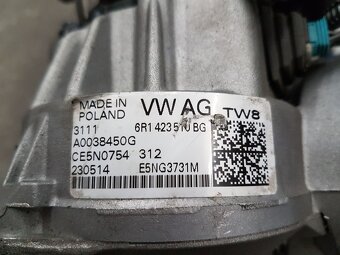 MADE IN POLAND VW AG TW8
3111 6R1 423 510 BG
A0038450G
CE5N0754 312
230514 E5NG3731M